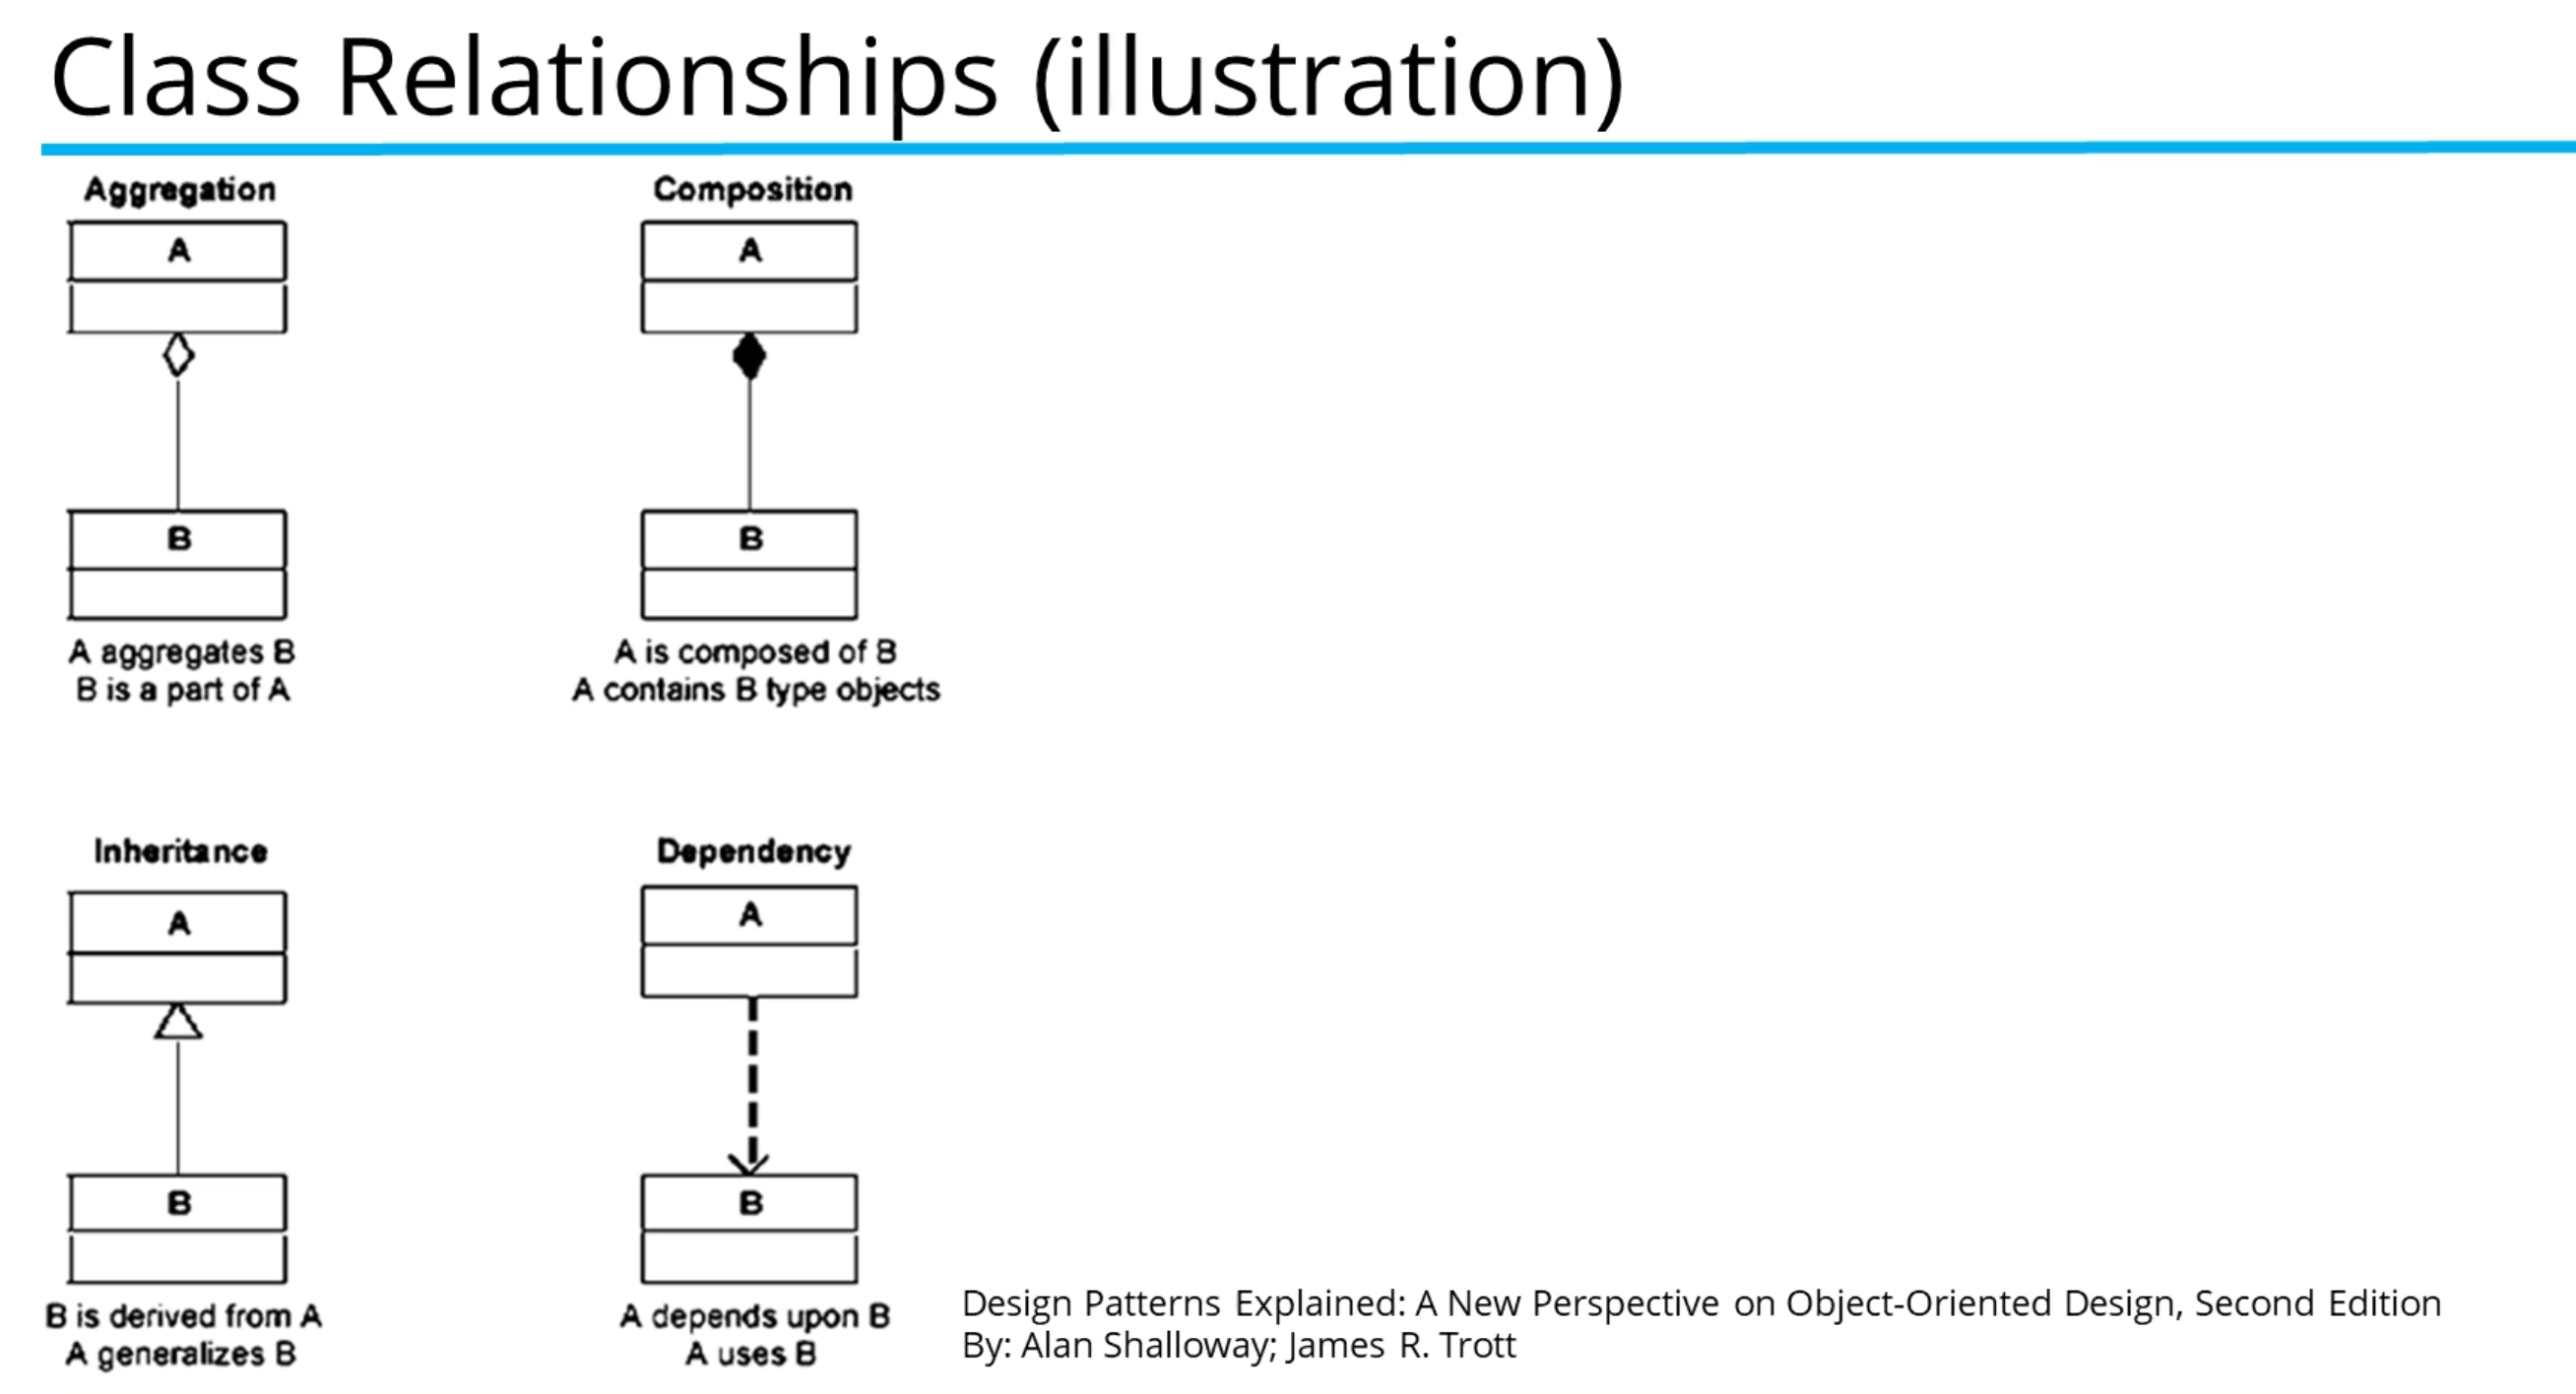 Class Relationships (illustration)
Aggregation
A
B
A aggregates B
B is a part of A
Composition
A
B
A is composed of B
A contains B type objects
Inheritance
A
B
B is derived from A
A generalizes B
Dependency
A
B
A depends upon B
A uses B
Design Patterns Explained: A New Perspective on Object-Oriented Design, Second Edition
By: Alan Shalloway; James R. Trott